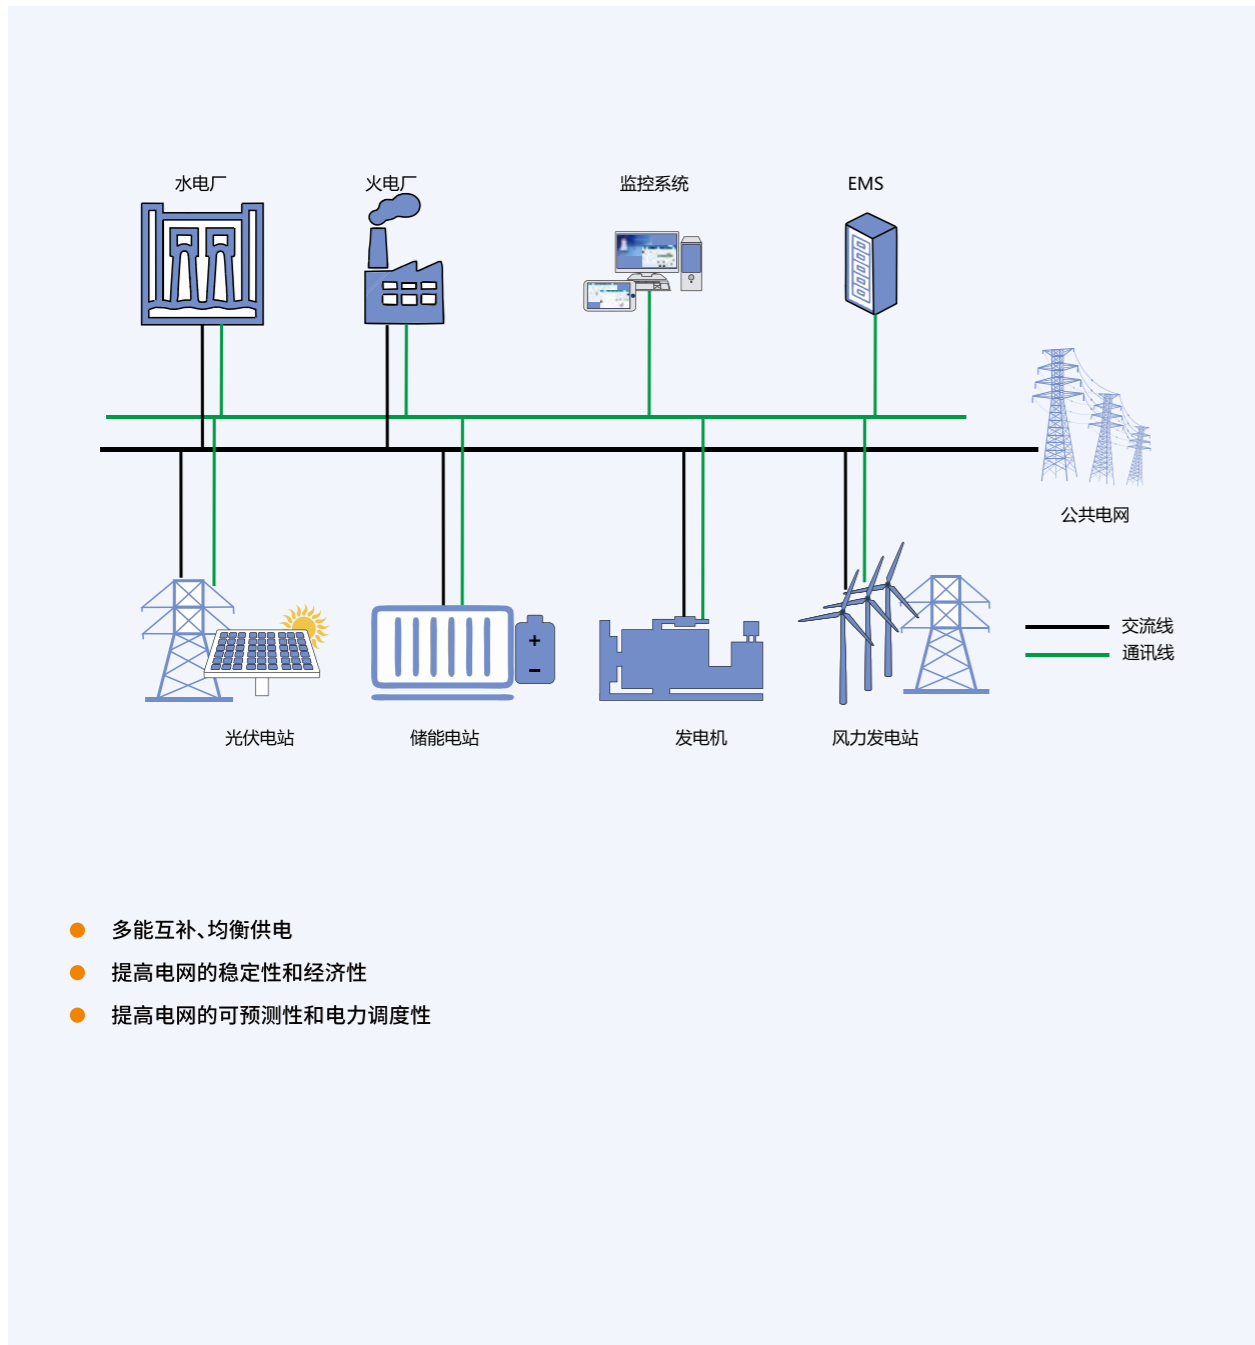 水电厂
火电厂
监控系统
EMS
公共电网
交流线
通讯线
+
−
光伏电站
储能电站
发电机
风力发电站
多能互补、均衡供电
提高电网的稳定性和经济性
提高电网的可预测性和电力调度性